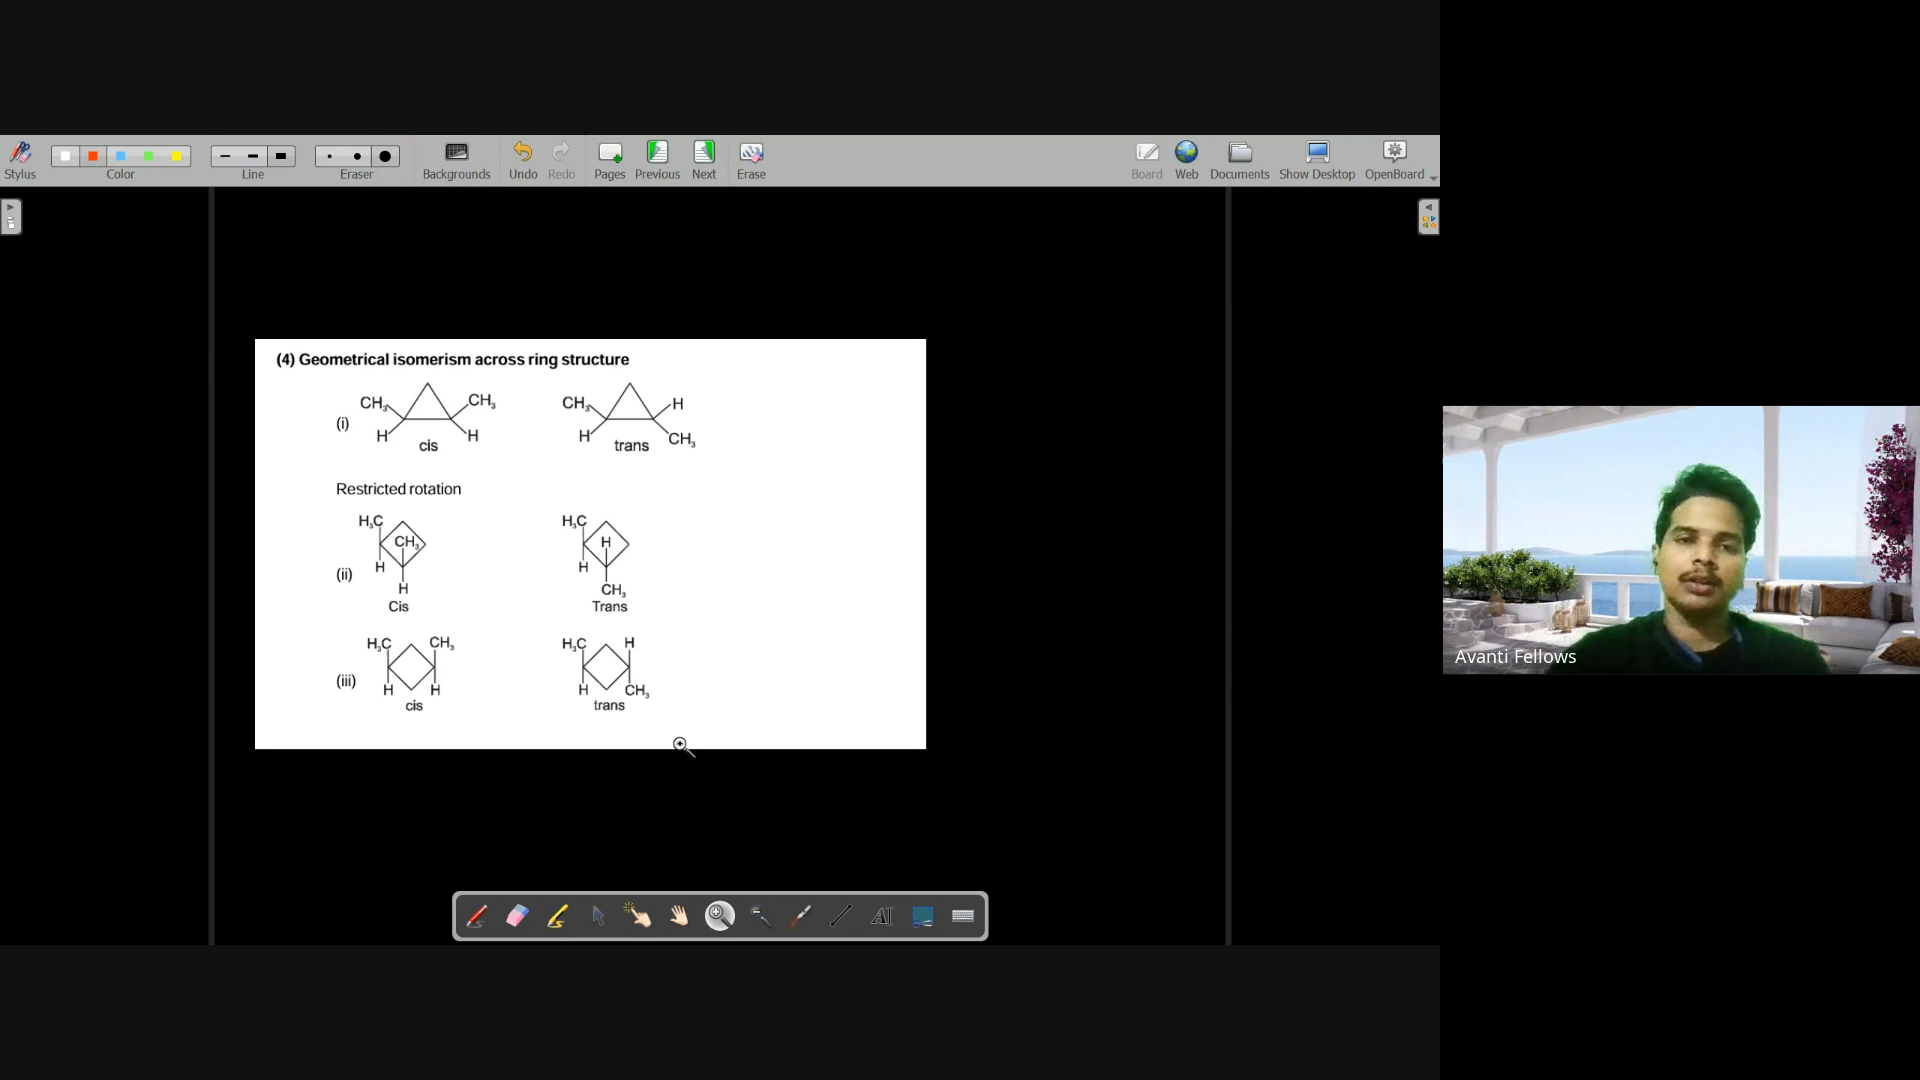 Stylus Color Line Eraser Backgrounds Undo Redo Pages Previous Next Erase Board Web Documents Show Desktop OpenBoard
(4) Geometrical isomerism across ring structure
(i) CH₃ H CH₃ H cis
CH₃ H H CH₃ trans
Restricted rotation
(ii) H₃C H CH₃ H Cis
H₃C H H CH₃ Trans
(iii) H₃C H CH₃ H cis
H₃C H H CH₃ trans
Avanti Fellows
AI